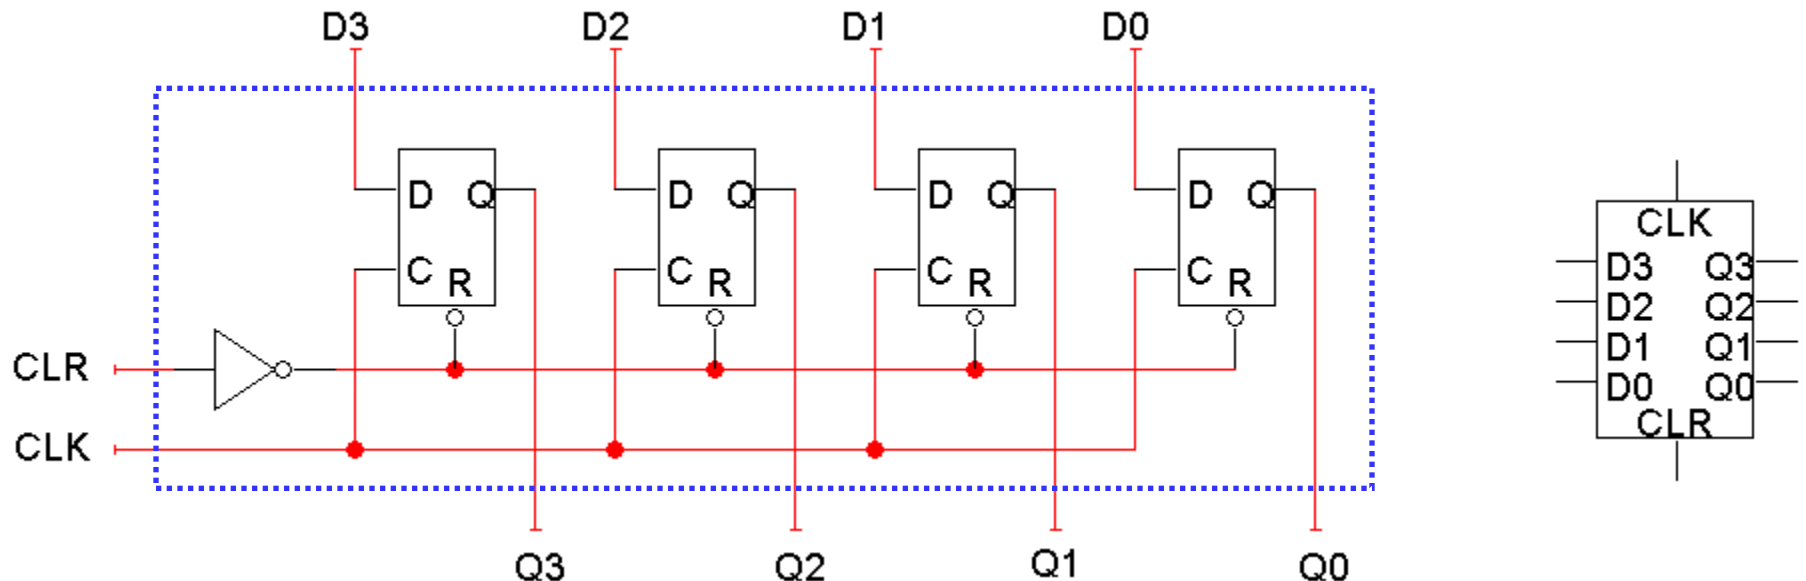 D3 D2 D1 D0
D Q D Q D Q D Q
C R C R C R C R
CLR
CLK
Q3 Q2 Q1 Q0
CLK
D3 Q3
D2 Q2
D1 Q1
D0 Q0
CLR